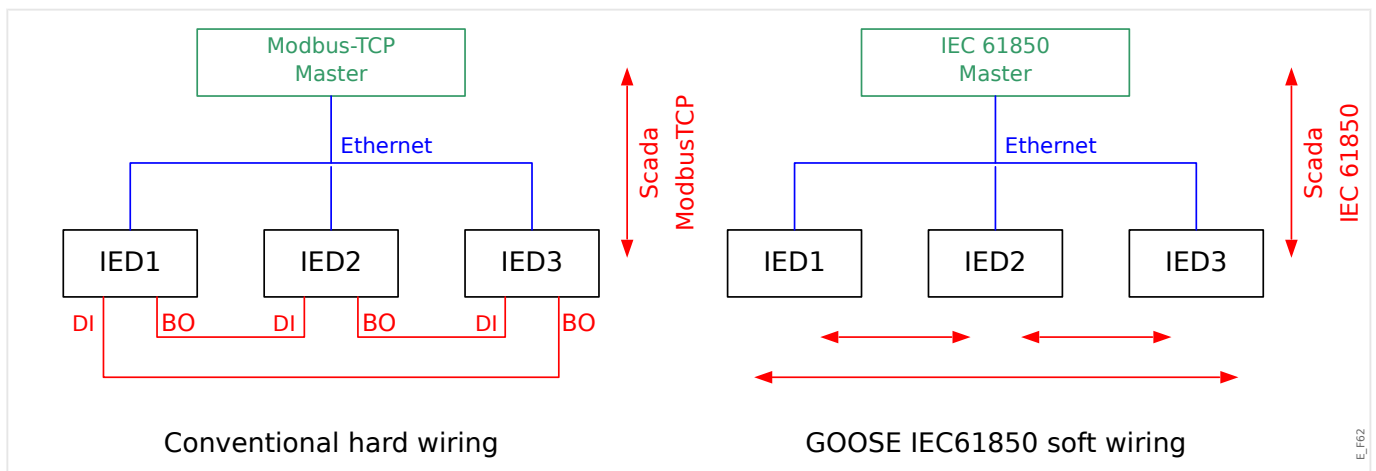 Modbus-TCP
Master
Ethernet
Scada
ModbusTCP
IED1
IED2
IED3
DI
BO
DI
BO
DI
BO
Conventional hard wiring
IEC 61850
Master
Ethernet
Scada
IEC 61850
IED1
IED2
IED3
GOOSE IEC61850 soft wiring
E_F62